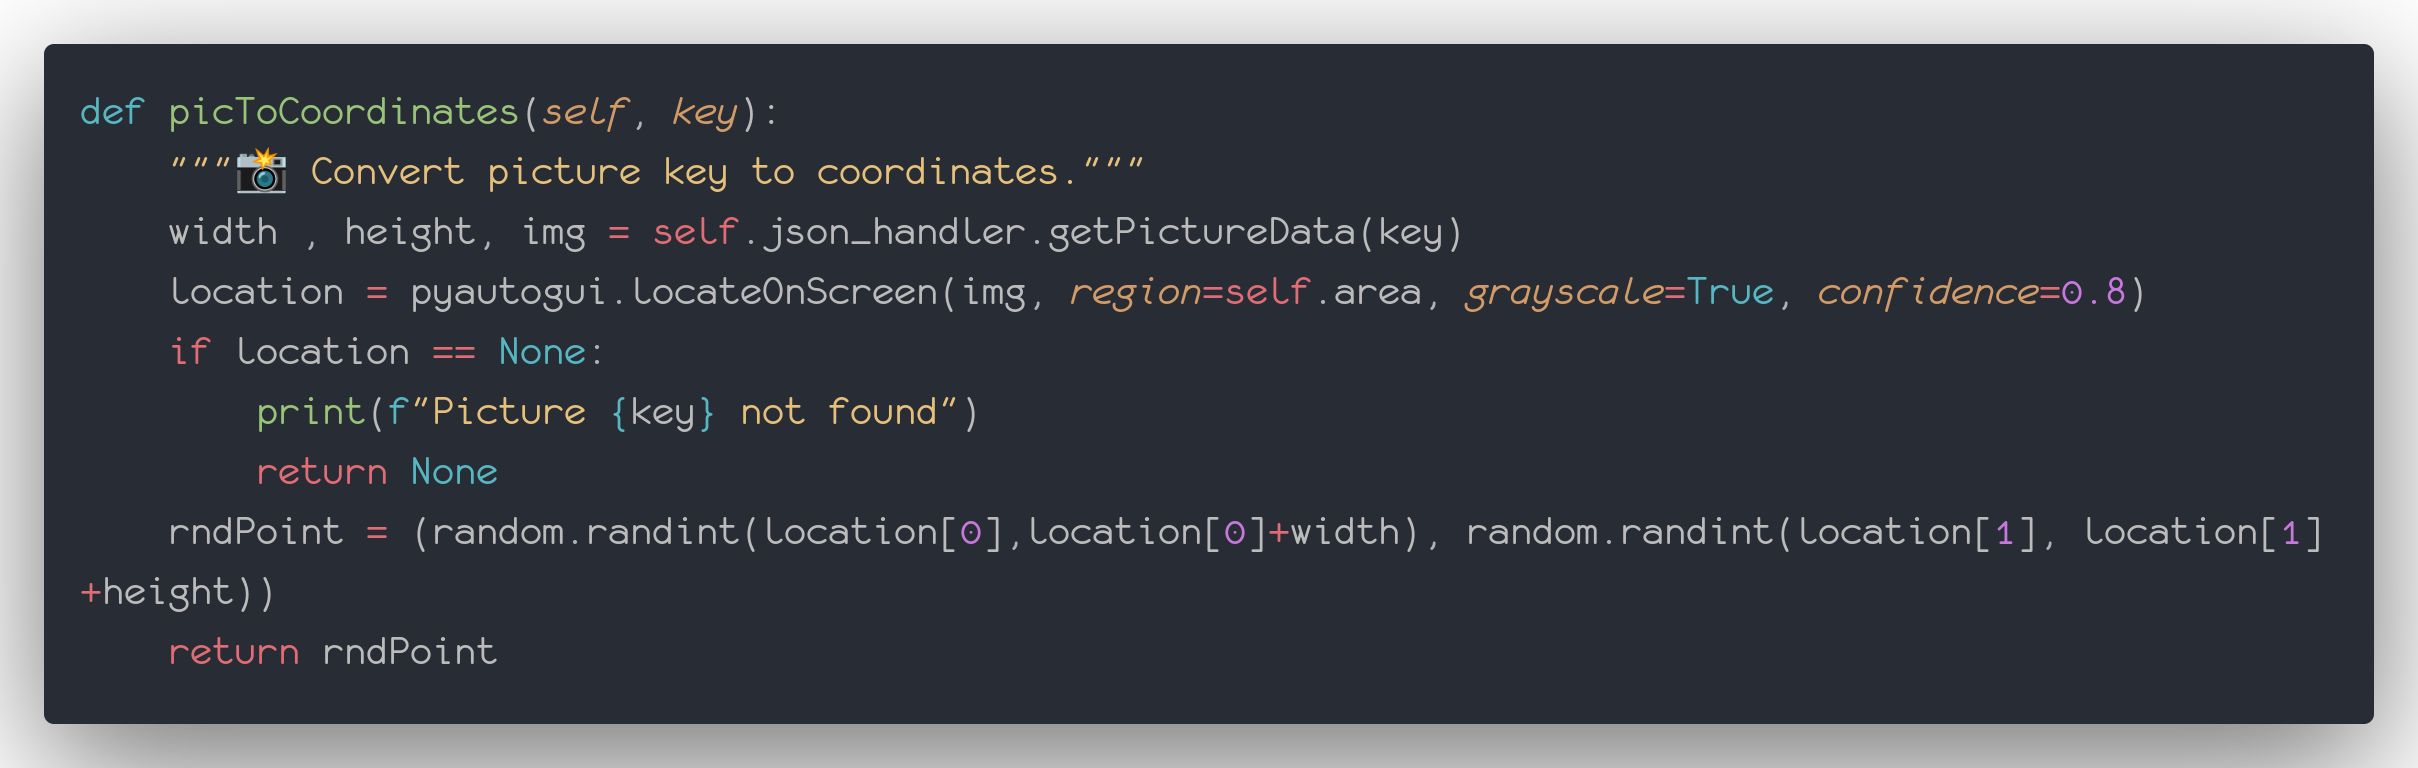 def picToCoordinates(self, key):
    """📸 Convert picture key to coordinates."""
    width , height, img = self.json_handler.getPictureData(key)
    location = pyautogui.locateOnScreen(img, region=self.area, grayscale=True, confidence=0.8)
    if location == None:
        print(f"Picture {key} not found")
        return None
    rndPoint = (random.randint(location[0],location[0]+width), random.randint(location[1], location[1]
+height))
    return rndPoint